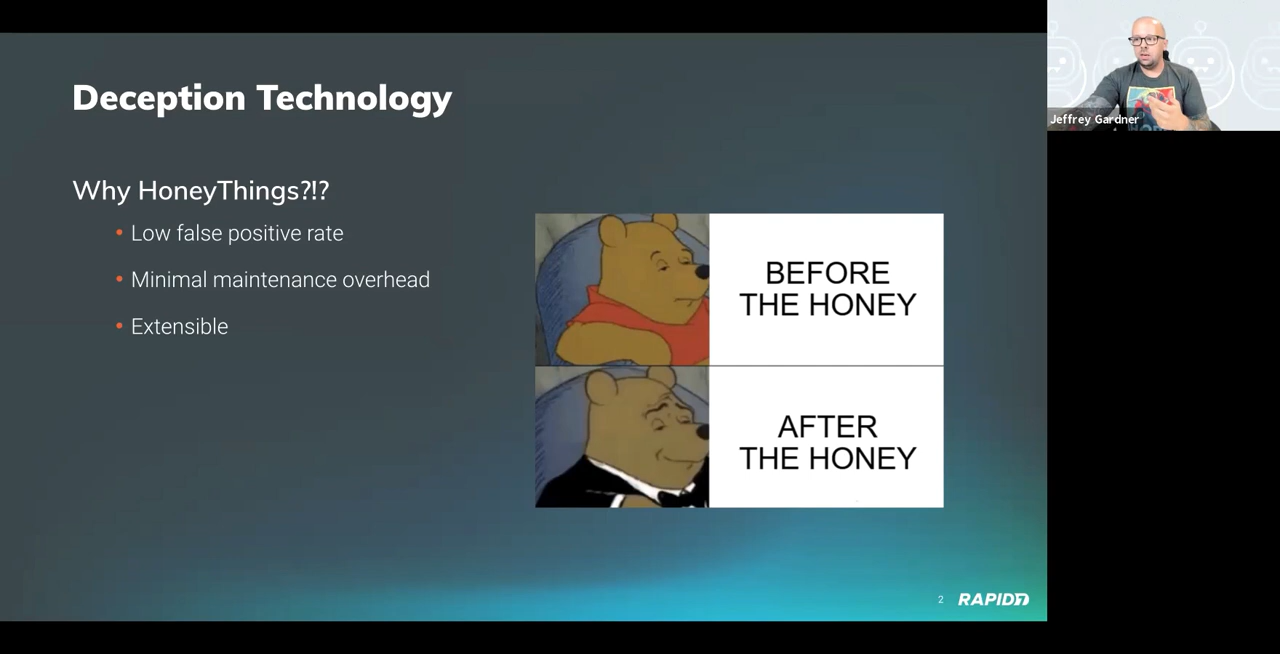 Deception Technology
Why HoneyThings?!?
• Low false positive rate
• Minimal maintenance overhead
• Extensible
BEFORE
THE HONEY
AFTER
THE HONEY
2
RAPID7
Jeffrey Gardner